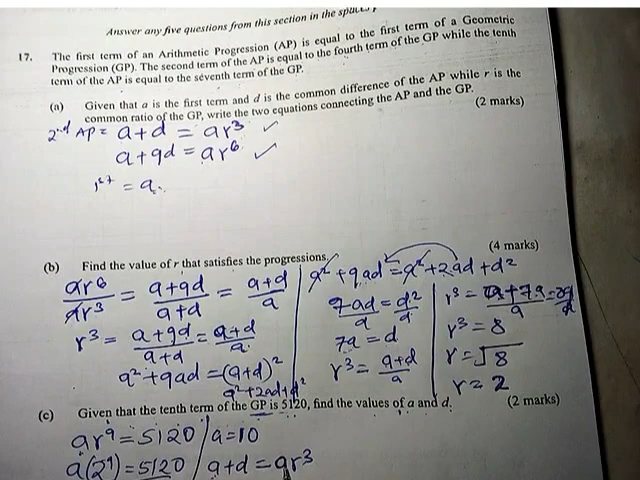 Answer any five questions from this section in the
17. The first term of an Arithmetic Progression (AP) is equal to the first term of a Geometric
Progression (GP). The second term of the AP is equal to the fourth term of the GP while the tenth
term of the AP is equal to the seventh term of the GP.
(a) Given that a is the first term and d is the common difference of the AP while r is the
common ratio of the GP, write the two equations connecting the AP and the GP.
(2 marks)
2nd AP = a+d = ar³ ✓
a+9d = ar⁶ ✓
1st = a.
(4 marks)
(b) Find the value of r that satisfies the progressions.
ar⁶/ar³ = a+9d/a+d = a+d/a
r³ = a+9d/a+d = a+d/a
a²+9ad = (a+d)²
a²+2ad+d²
a²+9ad = a²+2ad+d²
7ad/a = d²/d
7a = d
r³ = a+d/a
r³ = 8
r = √8
r = 2
(c) Given that the tenth term of the GP is 5120, find the values of a and d.
(2 marks)
ar⁹ = 5120
a(2⁹) = 5120
a = 10
a+d = ar³